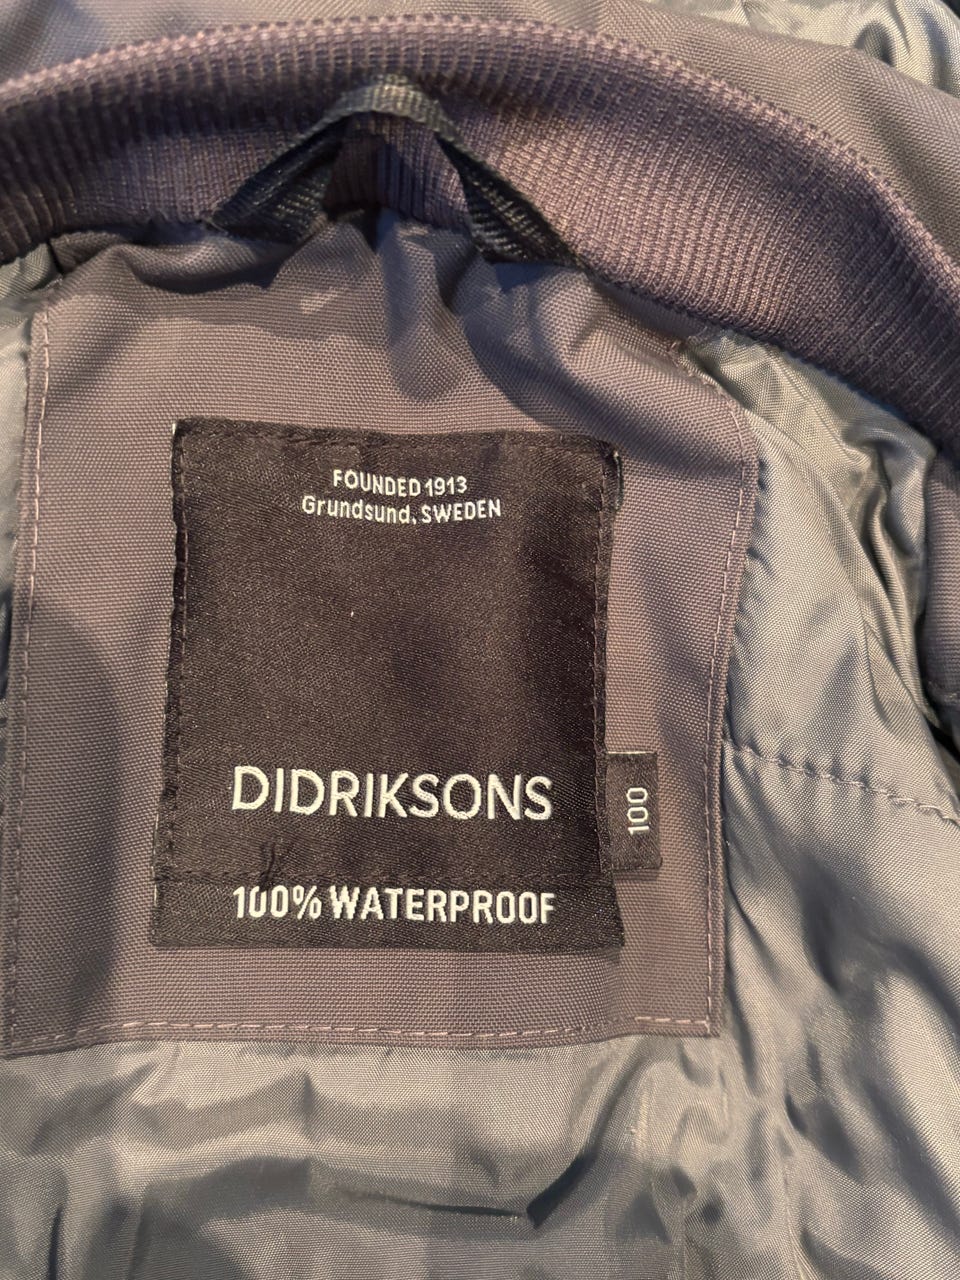 FOUNDED 1913
Grundsund, SWEDEN
DIDRIKSONS
100
100% WATERPROOF